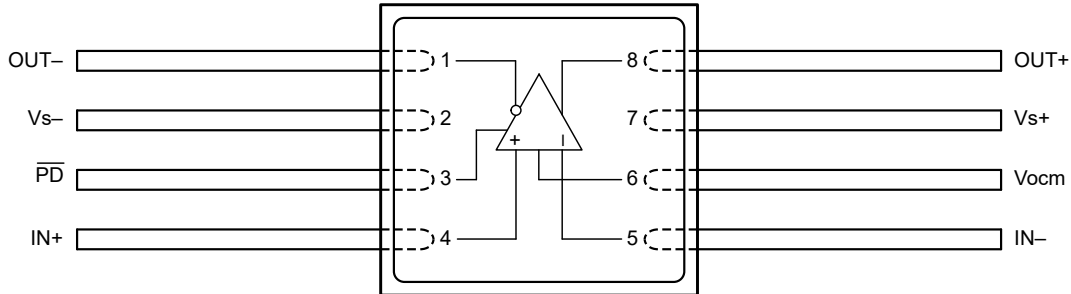 OUT– 1 8 OUT+
Vs– 2 7 Vs+
PD 3 + – 6 Vocm
IN+ 4 5 IN–